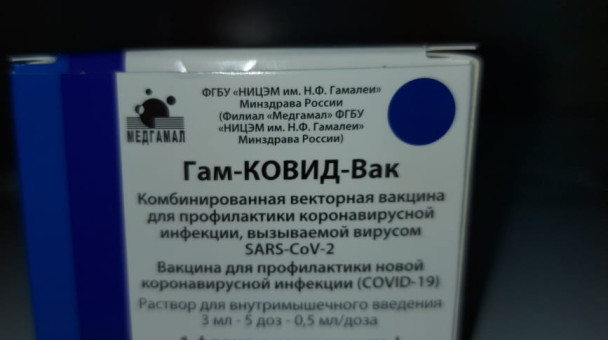 МЕДГАМАЛ
ФГБУ «НИЦЭМ им. Н.Ф. Гамалеи»
Минздрава России
(Филиал «Медгамал» ФГБУ
«НИЦЭМ им. Н.Ф. Гамалеи»
Минздрава России)
Гам-КОВИД-Вак
Комбинированная векторная вакцина
для профилактики коронавирусной
инфекции, вызываемой вирусом
SARS-CoV-2
Вакцина для профилактики новой
коронавирусной инфекции (COVID-19)
Раствор для внутримышечного введения
3 мл - 5 доз - 0,5 мл/доза